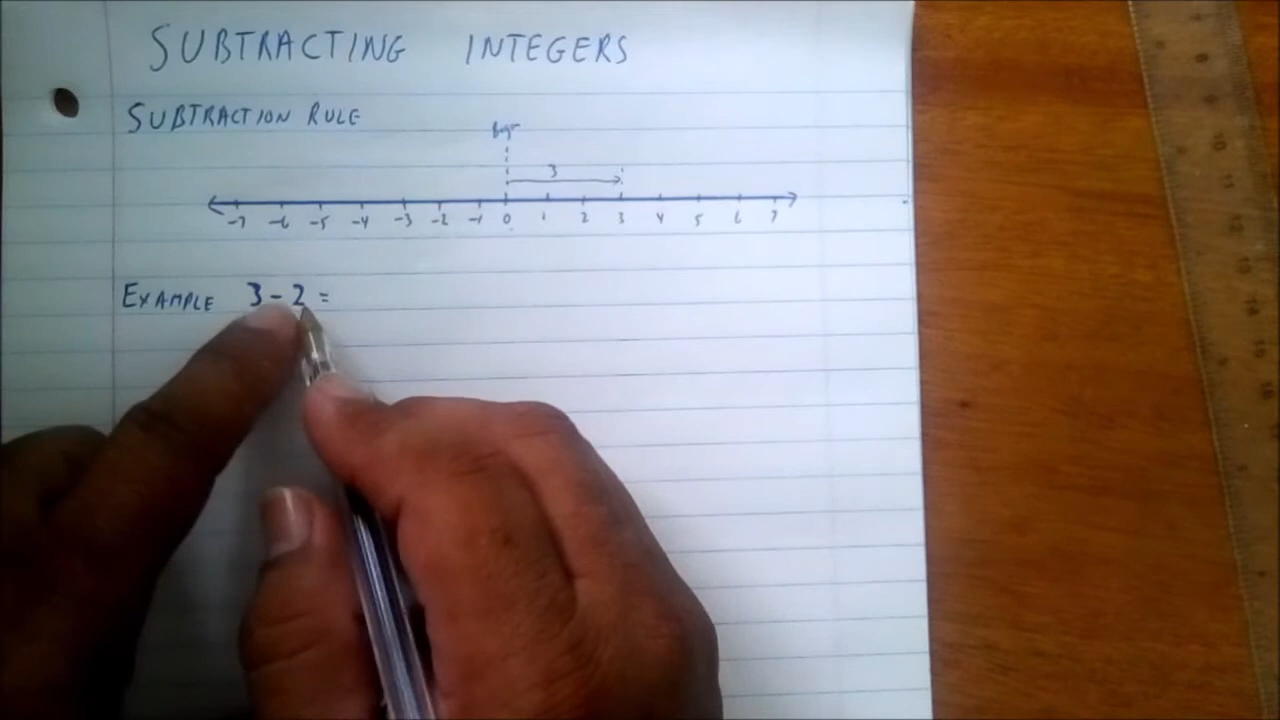 SUBTRACTING INTEGERS
SUBTRACTION RULE
3
-7 -6 -5 -4 -3 -2 -1 0 1 2 3 4 5 6 7
EXAMPLE 3 - 2 =